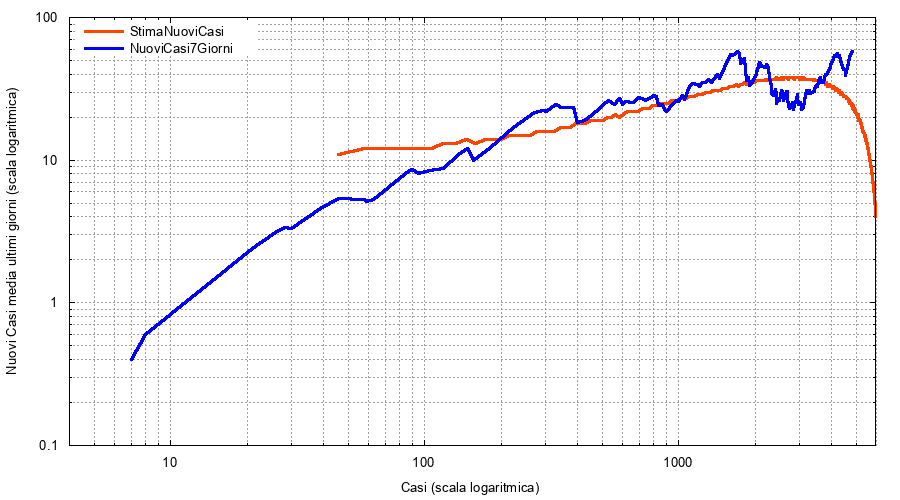 100
10
1
0.1
Nuovi Casi media ultimi giorni (scala logaritmica)
StimaNuoviCasi
NuoviCasi7Giorni
10 100 1000
Casi (scala logaritmica)